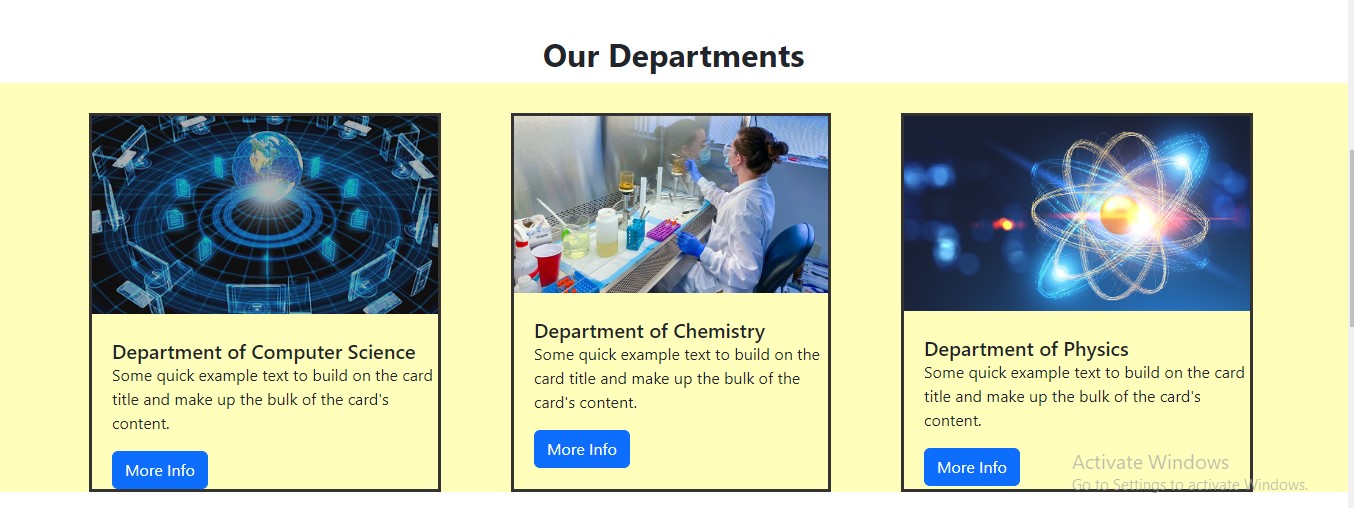 Our Departments
Department of Computer Science
Some quick example text to build on the card
title and make up the bulk of the card's
content.
More Info
Department of Chemistry
Some quick example text to build on the
card title and make up the bulk of the
card's content.
More Info
Department of Physics
Some quick example text to build on the card
title and make up the bulk of the card's
content.
More Info
Activate Windows
Go to Settings to activate Windows.